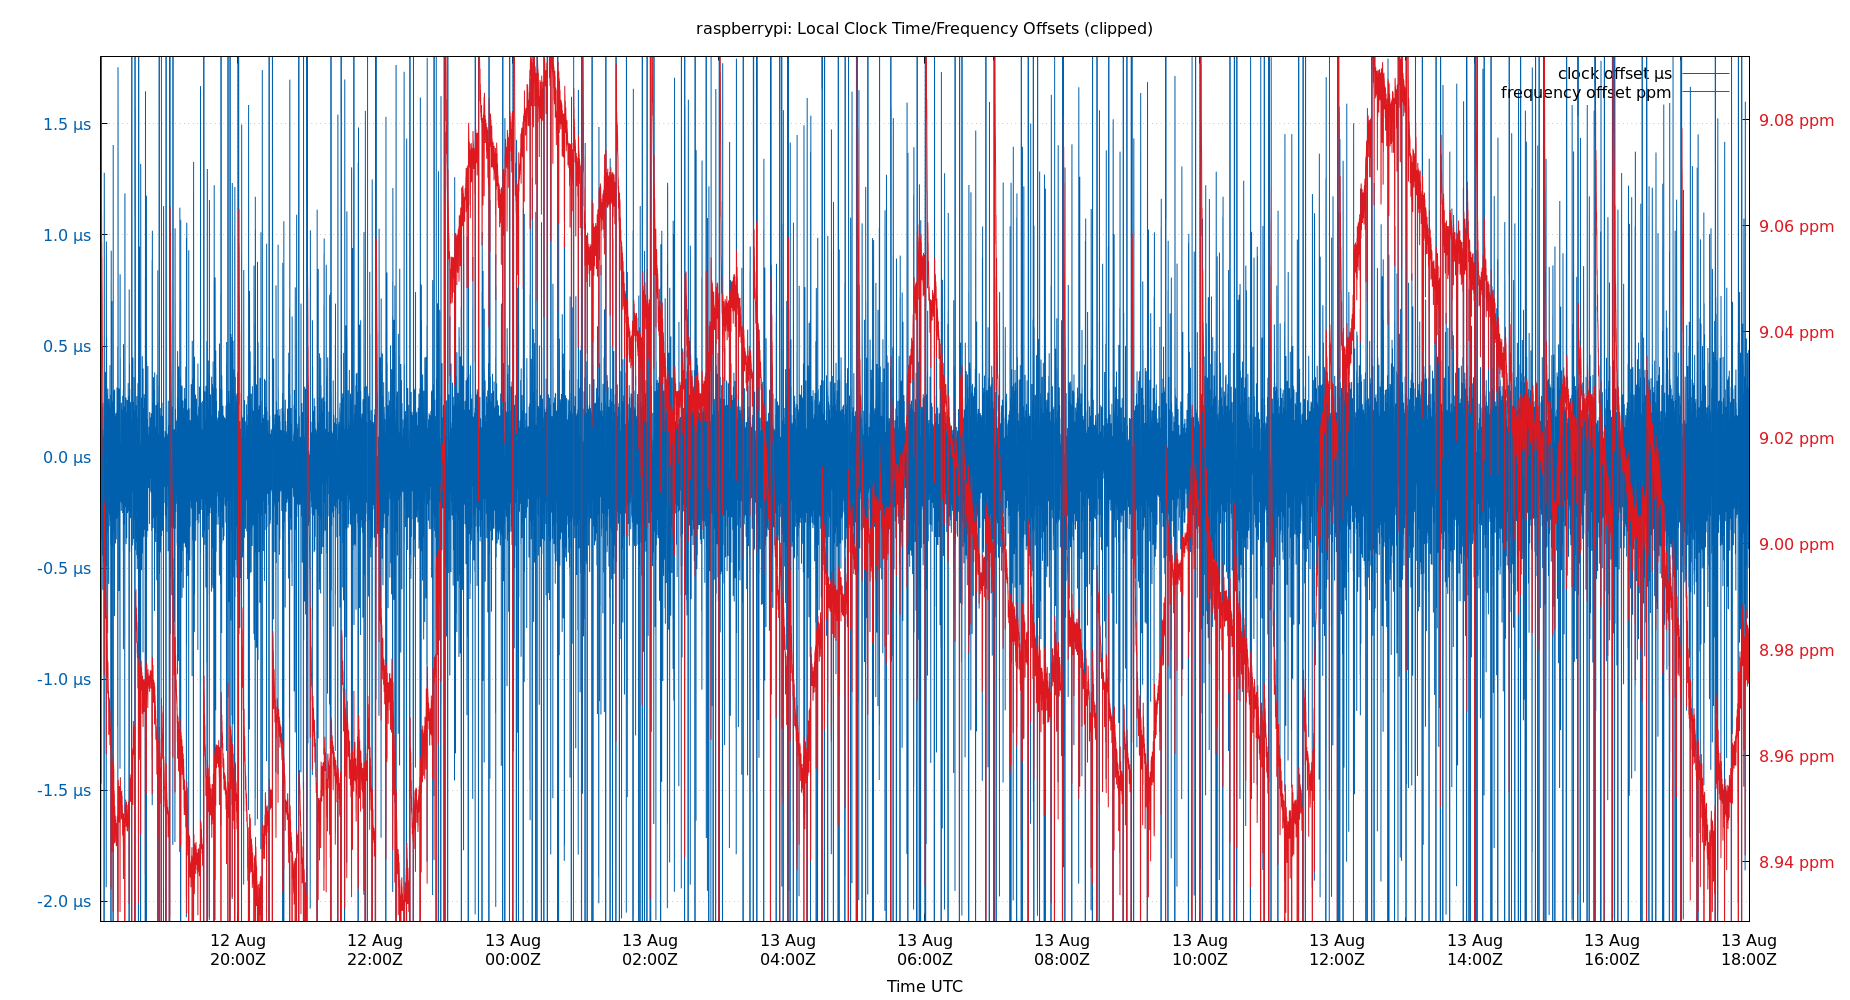 raspberrypi: Local Clock Time/Frequency Offsets (clipped)
clock offset µs
frequency offset ppm
1.5 µs
1.0 µs
0.5 µs
0.0 µs
-0.5 µs
-1.0 µs
-1.5 µs
-2.0 µs
9.08 ppm
9.06 ppm
9.04 ppm
9.02 ppm
9.00 ppm
8.98 ppm
8.96 ppm
8.94 ppm
12 Aug
20:00Z
12 Aug
22:00Z
13 Aug
00:00Z
13 Aug
02:00Z
13 Aug
04:00Z
13 Aug
06:00Z
13 Aug
08:00Z
13 Aug
10:00Z
13 Aug
12:00Z
13 Aug
14:00Z
13 Aug
16:00Z
13 Aug
18:00Z
Time UTC